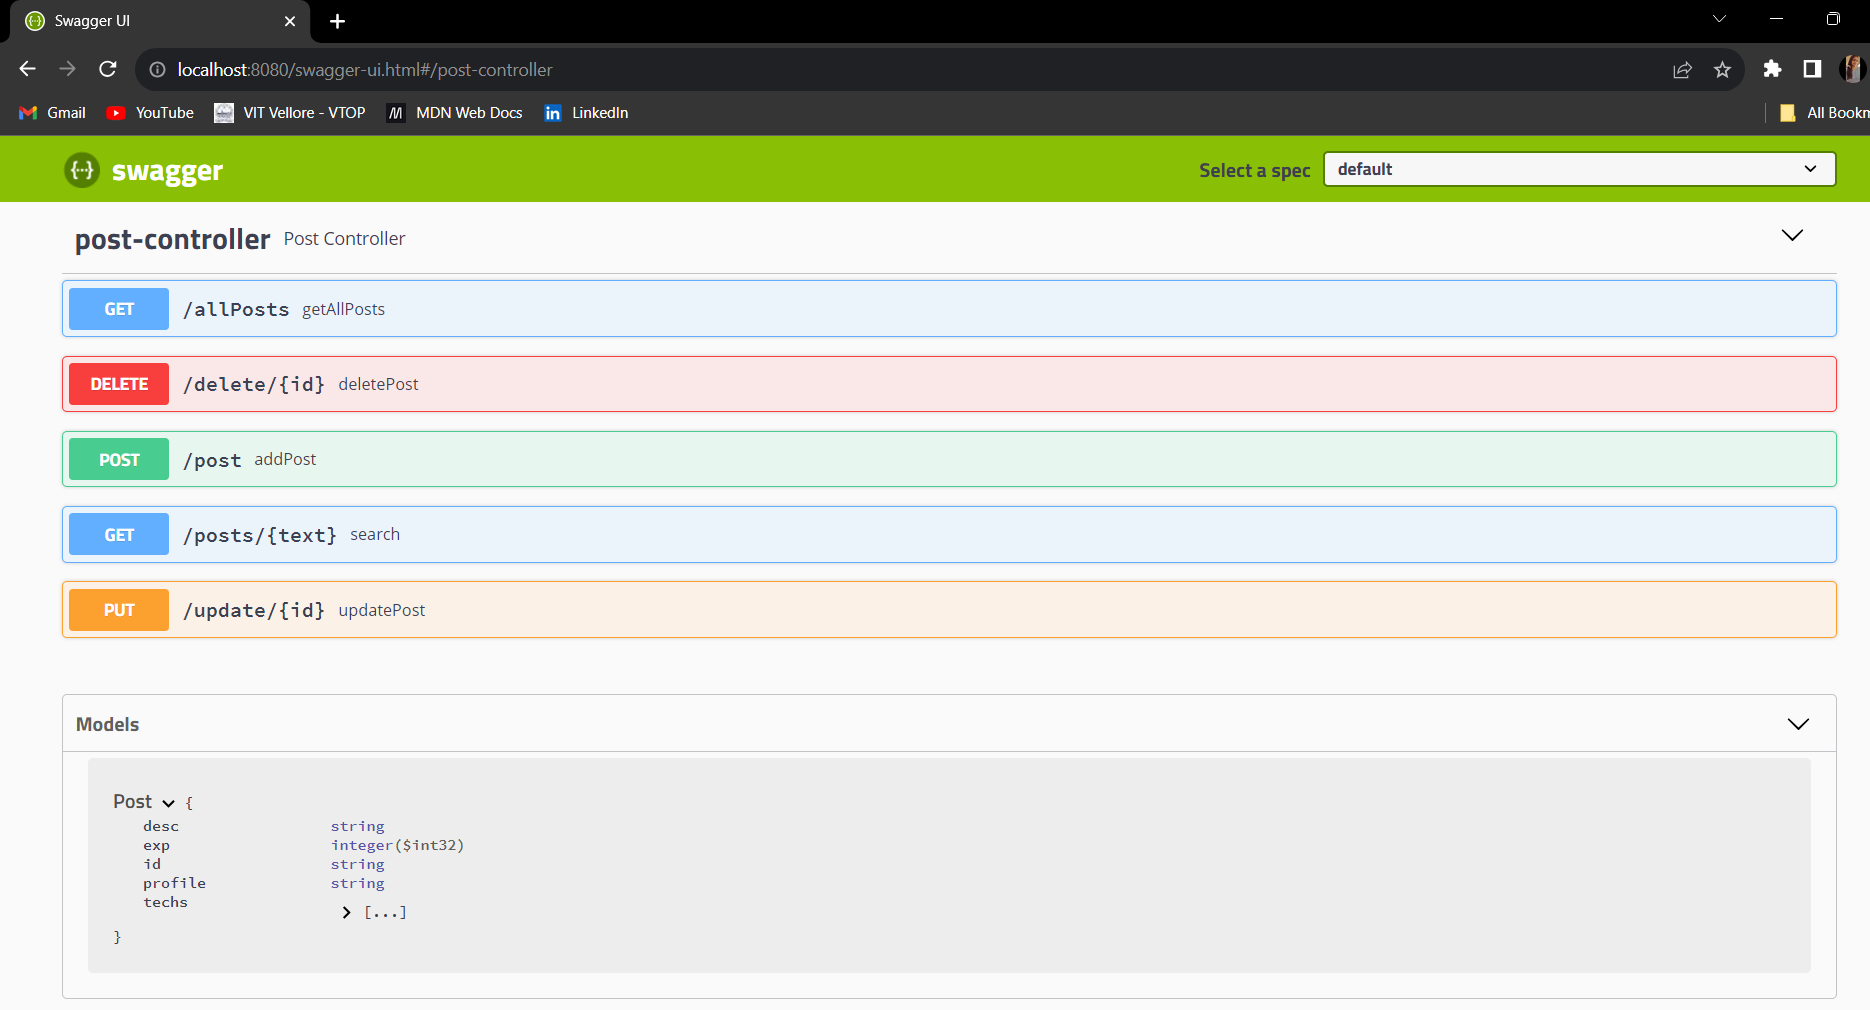 Swagger UI
localhost:8080/swagger-ui.html#/post-controller
Gmail YouTube VIT Vellore - VTOP MDN Web Docs LinkedIn All Bookm
swagger Select a spec default
post-controller Post Controller
GET /allPosts getAllPosts
DELETE /delete/{id} deletePost
POST /post addPost
GET /posts/{text} search
PUT /update/{id} updatePost
Models
Post {
desc string
exp integer($int32)
id string
profile string
techs
[...]
}